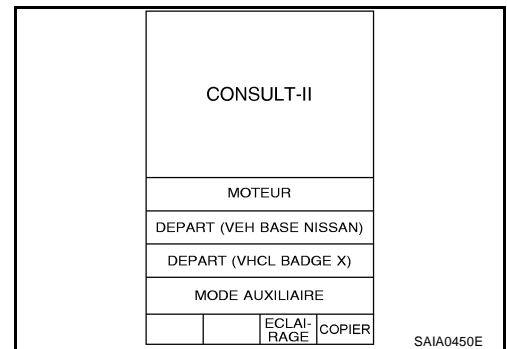 CONSULT-II
MOTEUR
DEPART (VEH BASE NISSAN)
DEPART (VHCL BADGE X)
MODE AUXILIAIRE
ECLAI-
RAGE
COPIER
SAIA0450E